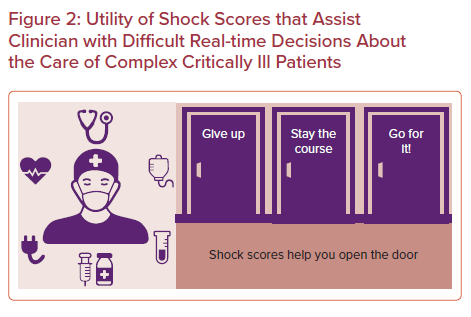 Figure 2: Utility of Shock Scores that Assist
Clinician with Difficult Real-time Decisions About
the Care of Complex Critically Ill Patients
Give up
Stay the
course
Go for
It!
Shock scores help you open the door